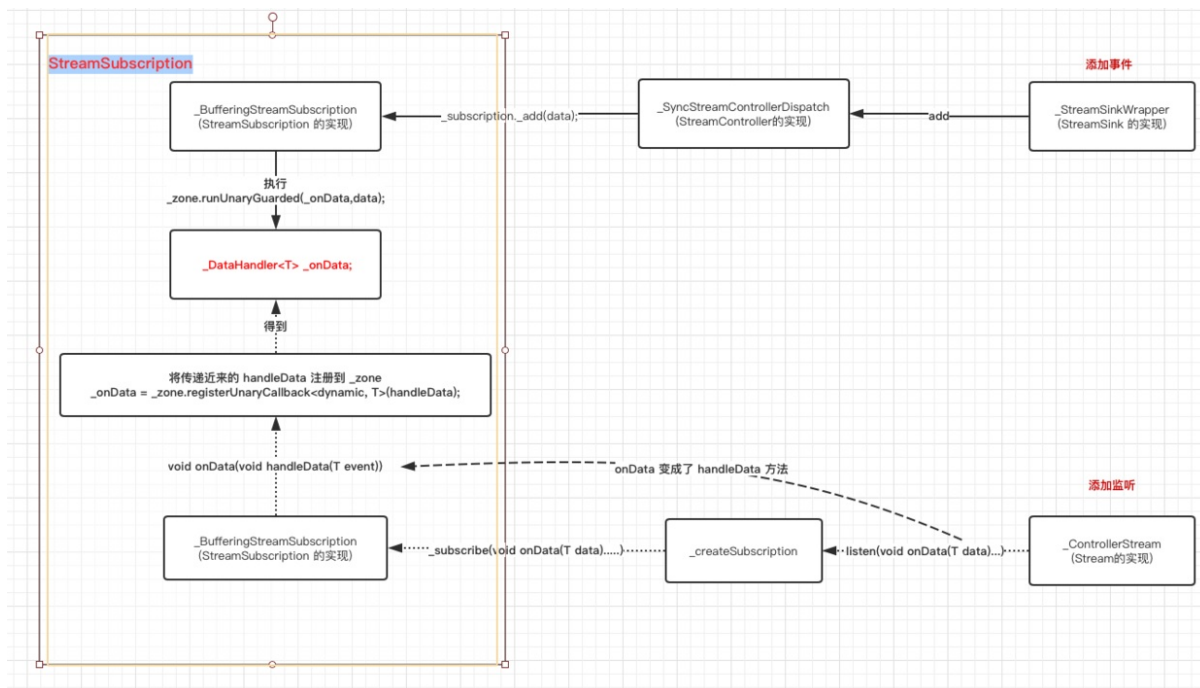 StreamSubscription
添加事件
_BufferingStreamSubscription
(StreamSubscription 的实现)
_subscription._add(data);
_SyncStreamControllerDispatch
(StreamController的实现)
add
_StreamSinkWrapper
(StreamSink 的实现)
执行
_zone.runUnaryGuarded(_onData,data);
_DataHandler<T> _onData;
得到
将传递近来的 handleData 注册到 _zone
_onData = _zone.registerUnaryCallback<dynamic, T>(handleData);
void onData(void handleData(T event))
onData 变成了 handleData 方法
添加监听
_BufferingStreamSubscription
(StreamSubscription 的实现)
_subscribe(void onData(T data).....)
_createSubscription
listen(void onData(T data)...)
_ControllerStream
(Stream的实现)